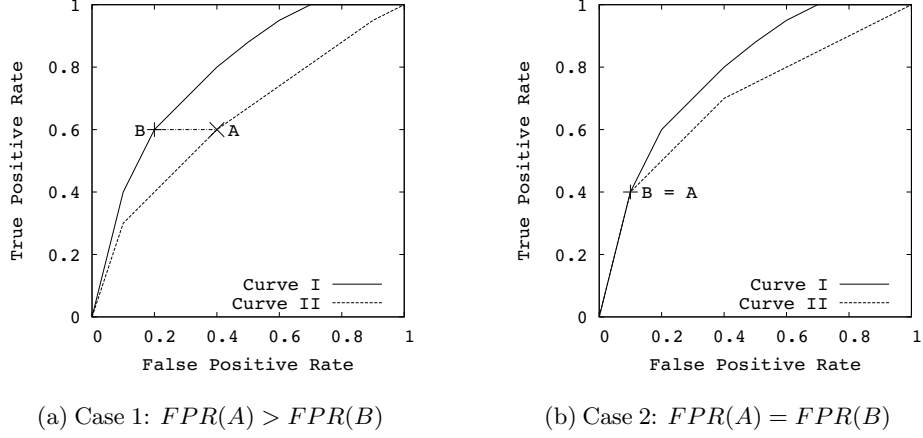 1
0.8
0.6
0.4
0.2
0
True Positive Rate
B
A
Curve I
Curve II
0 0.2 0.4 0.6 0.8 1
False Positive Rate
(a) Case 1: FPR(A) > FPR(B)
1
0.8
0.6
0.4
0.2
0
True Positive Rate
B = A
Curve I
Curve II
0 0.2 0.4 0.6 0.8 1
False Positive Rate
(b) Case 2: FPR(A) = FPR(B)